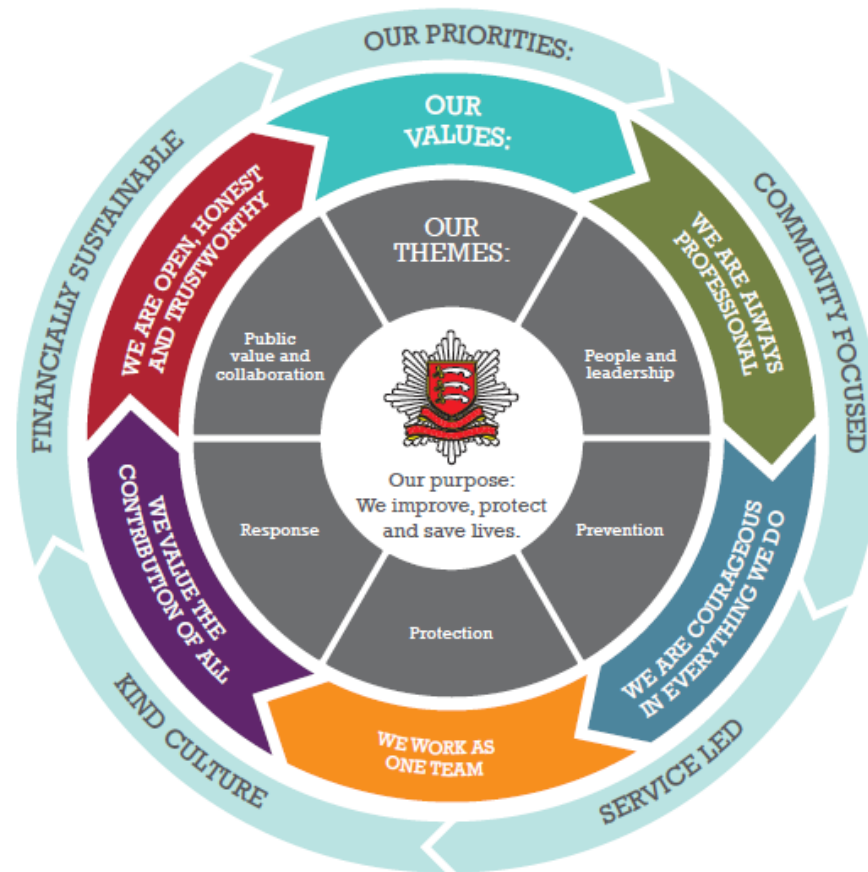 OUR PRIORITIES:
COMMUNITY FOCUSED
SERVICE LED
KIND CULTURE
FINANCIALLY SUSTAINABLE
OUR
VALUES:
WE ARE ALWAYS
PROFESSIONAL
WE ARE COURAGEOUS
IN EVERYTHING WE DO
WE WORK AS
ONE TEAM
WE VALUE THE
CONTRIBUTION OF ALL
WE ARE OPEN, HONEST
AND TRUSTWORTHY
OUR
THEMES:
People and
leadership
Prevention
Protection
Response
Public
value and
collaboration
Our purpose:
We improve, protect
and save lives.